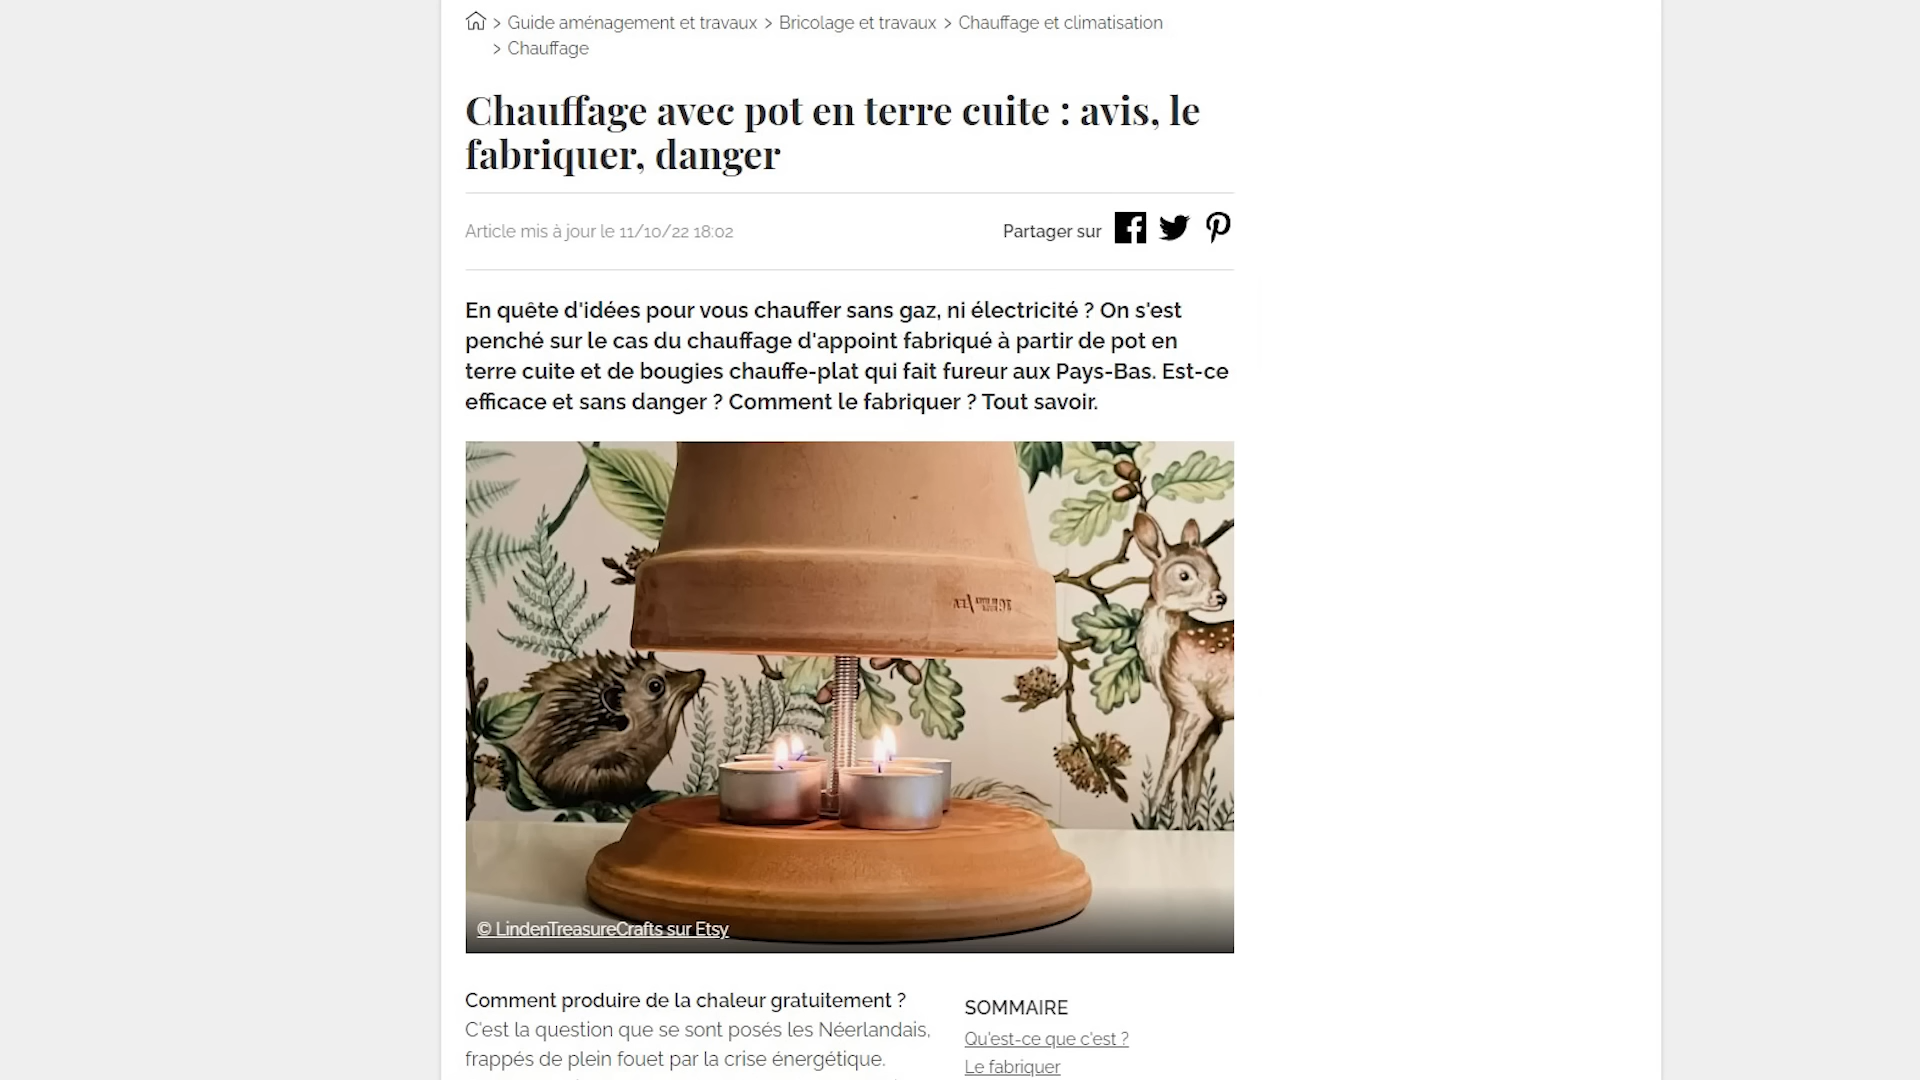 > Guide aménagement et travaux > Bricolage et travaux > Chauffage et climatisation
> Chauffage
Chauffage avec pot en terre cuite : avis, le
fabriquer, danger
Article mis à jour le 11/10/22 18:02
Partager sur
En quête d'idées pour vous chauffer sans gaz, ni électricité ? On s'est
penché sur le cas du chauffage d'appoint fabriqué à partir de pot en
terre cuite et de bougies chauffe-plat qui fait fureur aux Pays-Bas. Est-ce
efficace et sans danger ? Comment le fabriquer ? Tout savoir.
© LindenTreasureCrafts sur Etsy
Comment produire de la chaleur gratuitement ?
C'est la question que se sont posés les Néerlandais,
frappés de plein fouet par la crise énergétique.
SOMMAIRE
Qu'est-ce que c'est ?
Le fabriquer